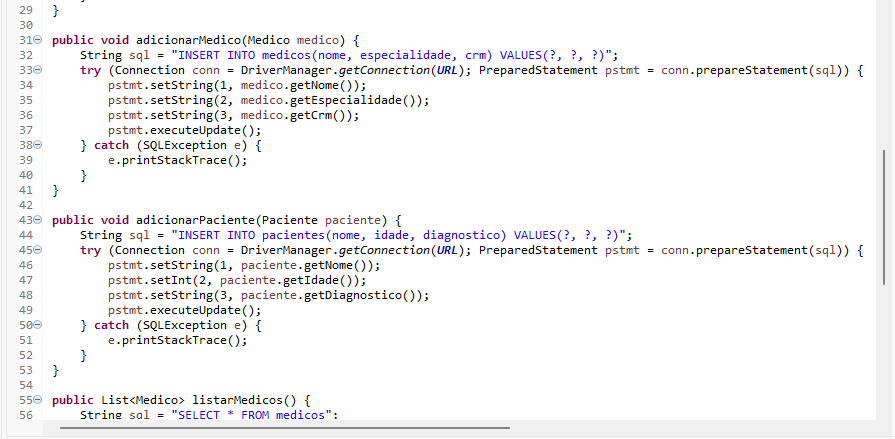 29 }
30
31 public void adicionarMedico(Medico medico) {
32     String sql = "INSERT INTO medicos(nome, especialidade, crm) VALUES(?, ?, ?)";
33     try (Connection conn = DriverManager.getConnection(URL); PreparedStatement pstmt = conn.prepareStatement(sql)) {
34         pstmt.setString(1, medico.getNome());
35         pstmt.setString(2, medico.getEspecialidade());
36         pstmt.setString(3, medico.getCrm());
37         pstmt.executeUpdate();
38     } catch (SQLException e) {
39         e.printStackTrace();
40     }
41 }
42
43 public void adicionarPaciente(Paciente paciente) {
44     String sql = "INSERT INTO pacientes(nome, idade, diagnostico) VALUES(?, ?, ?)";
45     try (Connection conn = DriverManager.getConnection(URL); PreparedStatement pstmt = conn.prepareStatement(sql)) {
46         pstmt.setString(1, paciente.getNome());
47         pstmt.setInt(2, paciente.getIdade());
48         pstmt.setString(3, paciente.getDiagnostico());
49         pstmt.executeUpdate();
50     } catch (SQLException e) {
51         e.printStackTrace();
52     }
53 }
54
55 public List<Medico> listarMedicos() {
56     String sql = "SELECT * FROM medicos";